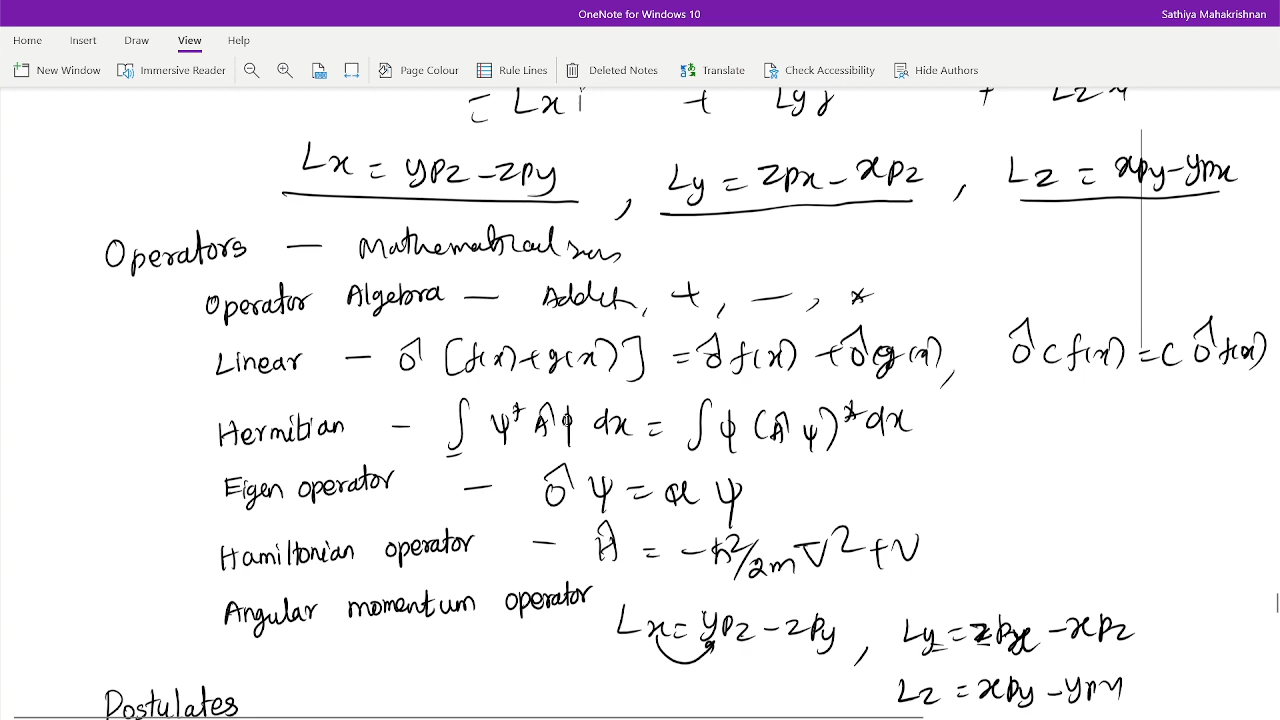 OneNote for Windows 10 Sathiya Mahakrishnan
Home Insert Draw View Help
New Window Immersive Reader Page Colour Rule Lines Deleted Notes Translate Check Accessibility Hide Authors
= Lx i + Ly j + Lz
Lx = ypz - zpy , Ly = zpx - xpz , Lz = xpy - ypx
Operators — Mathematical
Operator Algebra — , + , — , *
Linear — Ô [f(x)+g(x)] = Ô f(x) + Ô g(x) , Ô c f(x) = c Ô f(x)
Hermitian - ∫ ψ* Â ϕ dx = ∫ ϕ (Â ψ)* dx
Eigen operator - Ô ψ = α ψ
Hamiltonian operator - Ĥ = -ħ²/2m ∇² + V
Angular momentum operator
Lx = ypz - zpy , Ly = zpx - xpz
Lz = xpy - ypx
Postulates